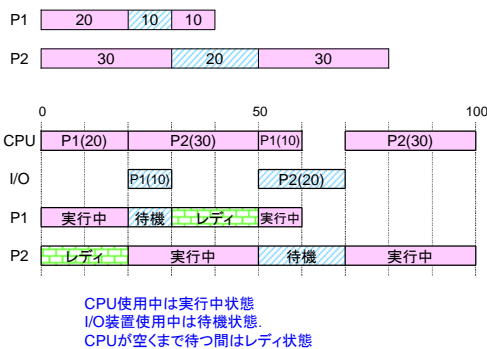 P1 20 10 10
P2 30 20 30
0 50 100
CPU P1(20) P2(30) P1(10) P2(30)
I/O P1(10) P2(20)
P1 実行中 待機 レディ 実行中
P2 レディ 実行中 待機 実行中
CPU使用中は実行中状態
I/O装置使用中は待機状態.
CPUが空くまで待つ間はレディ状態